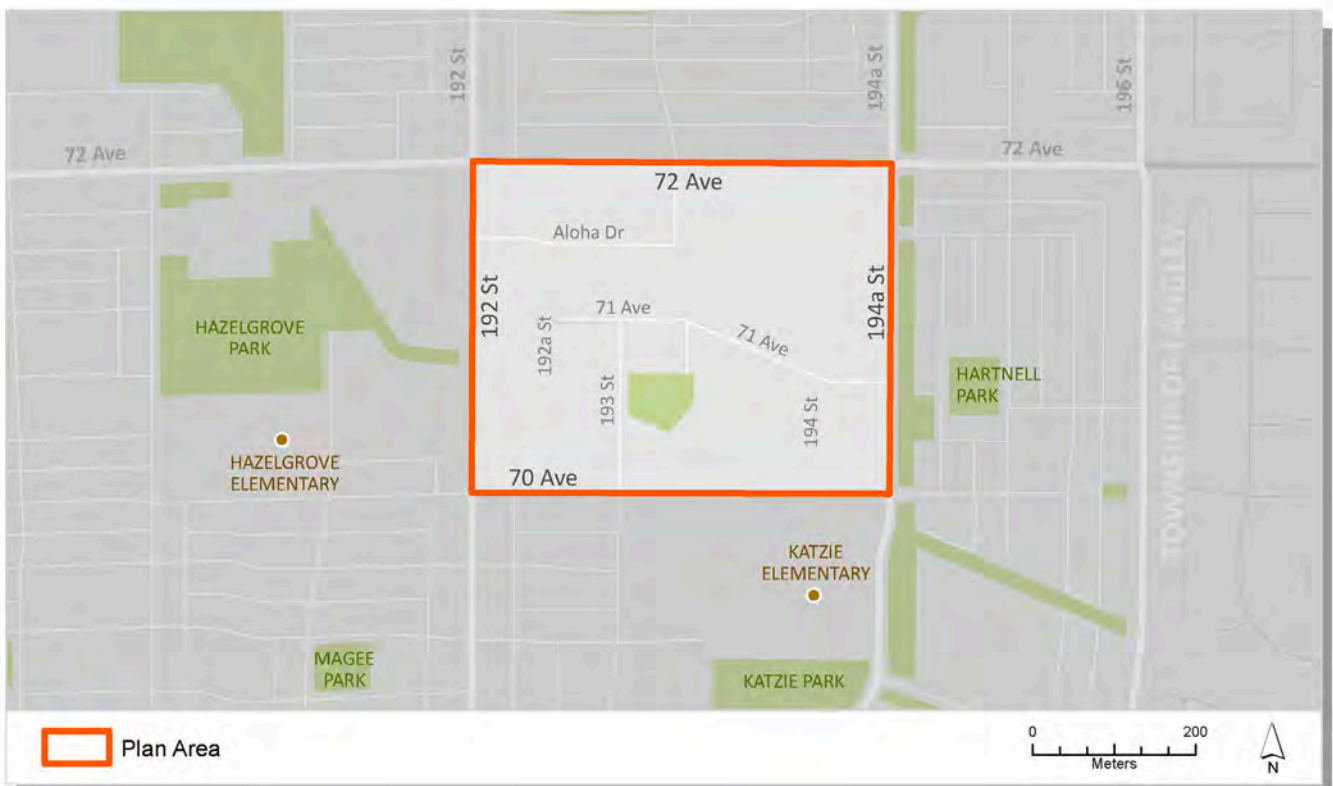 192 St
194a St
196 St
72 Ave
72 Ave
72 Ave
Aloha Dr
192 St
194a St
71 Ave
71 Ave
192a St
193 St
194 St
HAZELGROVE
PARK
HARTNELL
PARK
HAZELGROVE
ELEMENTARY
70 Ave
TOWNSHIP OF LANGLEY
KATZIE
ELEMENTARY
MAGEE
PARK
KATZIE PARK
Plan Area
0 200
Meters
N